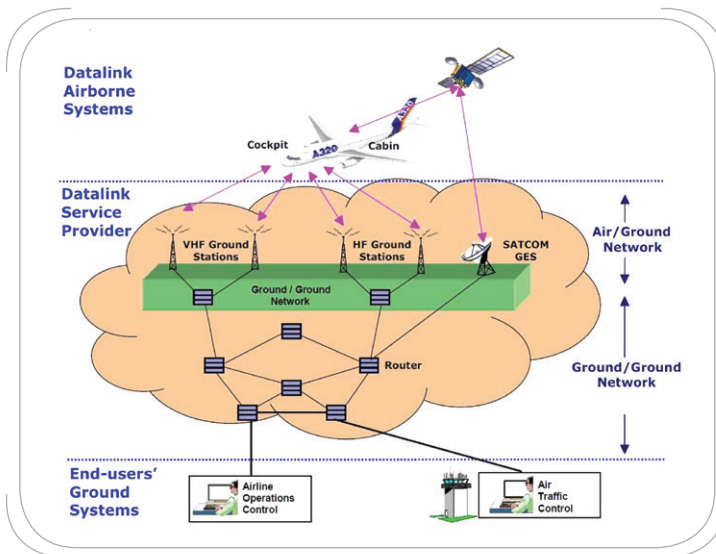 Datalink
Airborne
Systems
Cockpit
A320
Cabin
A320
Datalink
Service
Provider
VHF Ground
Stations
HF Ground
Stations
SATCOM
GES
Air/Ground
Network
Ground / Ground
Network
Router
Ground/Ground
Network
End-users'
Ground
Systems
Airline
Operations
Control
Air
Traffic
Control